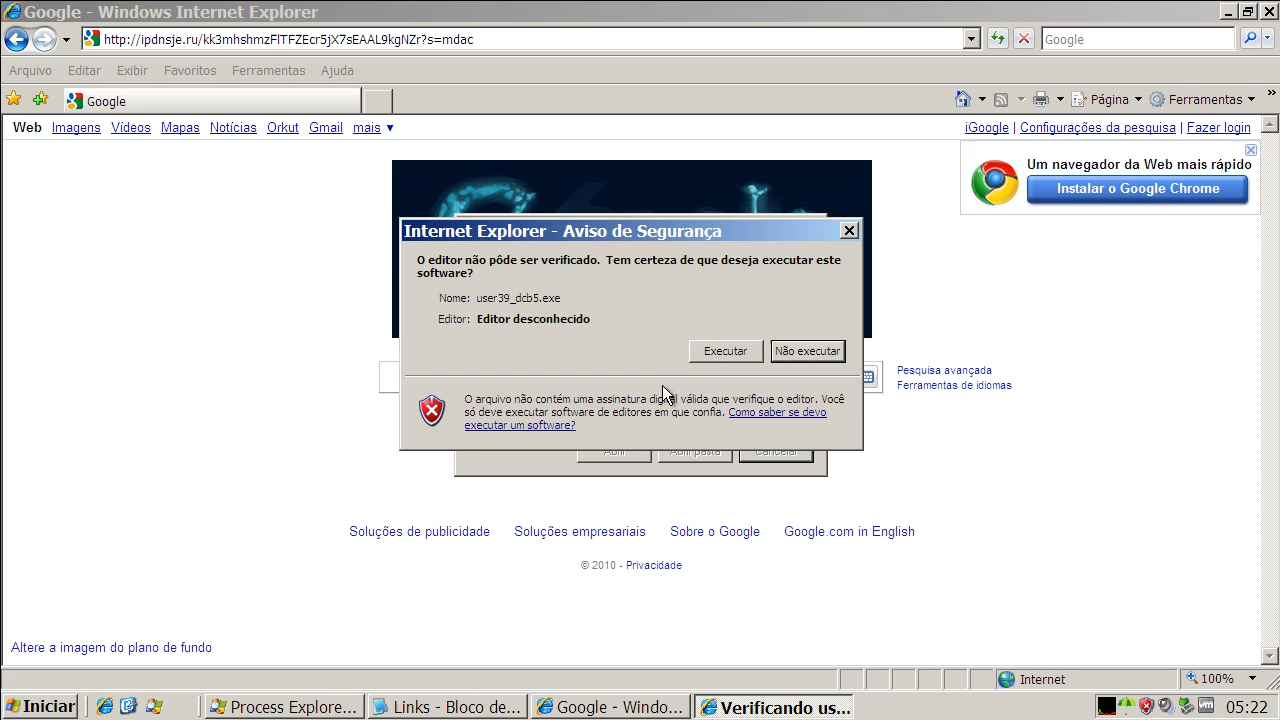 Google - Windows Internet Explorer
http://ipdnsje.ru/kk3mhshmzFlTFZEcr5jX7sEAAL9kgNZr?s=mdac
Google
Arquivo Editar Exibir Favoritos Ferramentas Ajuda
Google
Página Ferramentas »
Web Imagens Vídeos Mapas Notícias Orkut Gmail mais ▼
iGoogle | Configurações da pesquisa | Fazer login
Um navegador da Web mais rápido
Instalar o Google Chrome
Internet Explorer - Aviso de Segurança
O editor não pôde ser verificado. Tem certeza de que deseja executar este
software?
Nome: user39_dcb5.exe
Editor: Editor desconhecido
Executar Não executar
O arquivo não contém uma assinatura digital válida que verifique o editor. Você
só deve executar software de editores em que confia. Como saber se devo
executar um software?
Pesquisa avançada
Ferramentas de idiomas
Abrir Abrir pasta Cancelar
Soluções de publicidade Soluções empresariais Sobre o Google Google.com in English
© 2010 - Privacidade
Altere a imagem do plano de fundo
Internet 100%
Iniciar Process Explore... Links - Bloco de... Google - Windo... Verificando us... 05:22